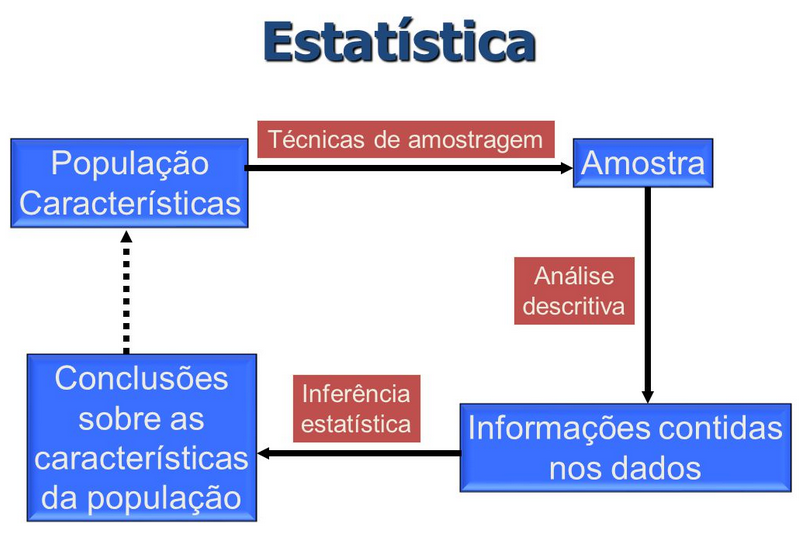 Estatística
População
Características
Técnicas de amostragem
Amostra
Análise
descritiva
Informações contidas
nos dados
Inferência
estatística
Conclusões
sobre as
características
da população